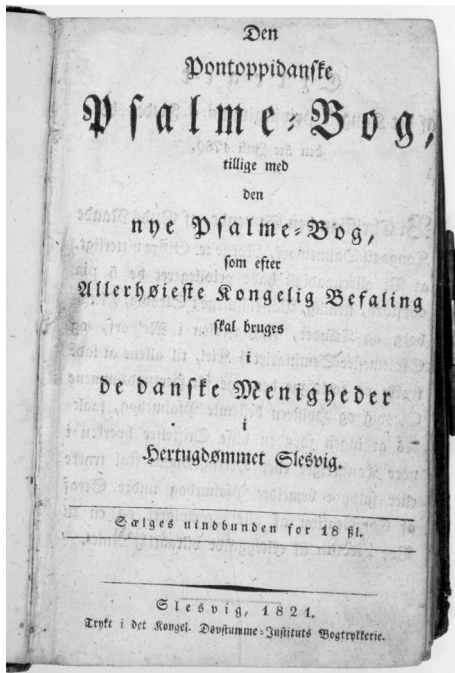 Den
Pontoppidanske
Psalme-Bog,
tillige med
den
nye Psalme-Bog,
som efter
Allerhøieste Kongelig Befaling
skal bruges
i
de danske Menigheder
i
Hertugdømmet Slesvig.
Sælges uindbunden for 18 ßl.
Slesvig, 1821.
Trykt i det Kongel. Døvstumme-Instituts Bogtrykkerie.